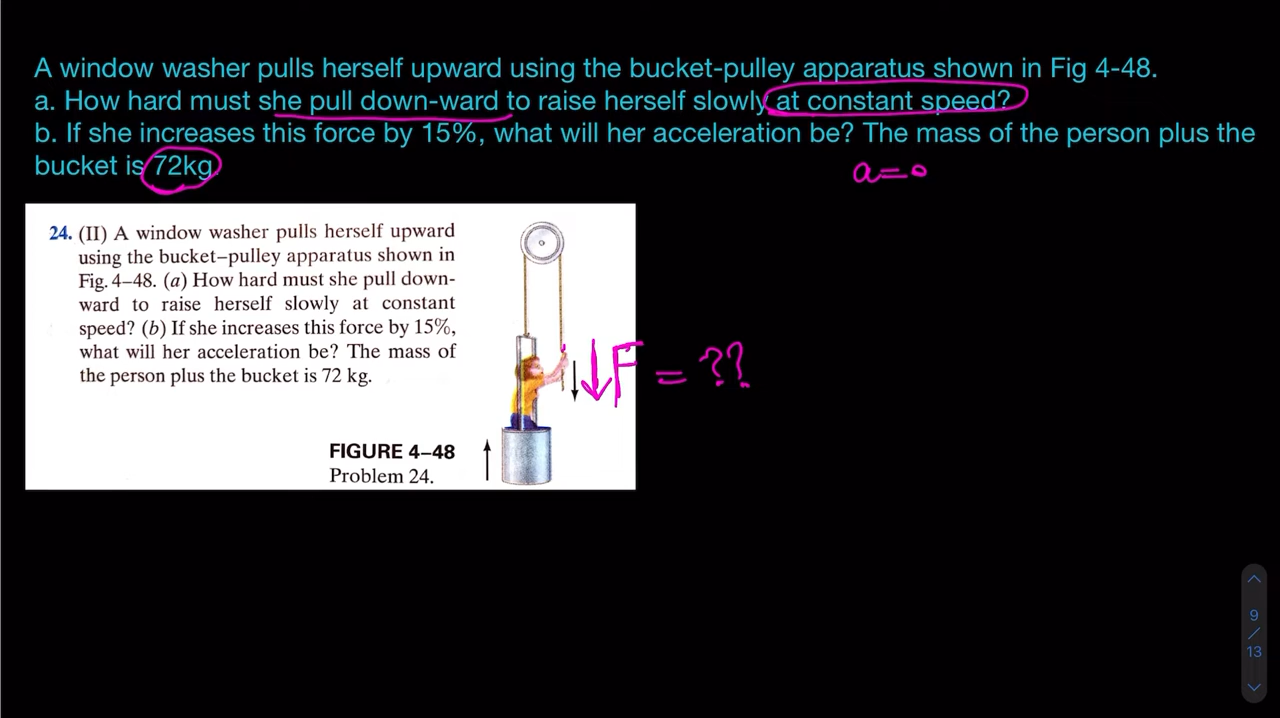 A window washer pulls herself upward using the bucket-pulley apparatus shown in Fig 4-48.
a. How hard must she pull down-ward to raise herself slowly at constant speed?
b. If she increases this force by 15%, what will her acceleration be? The mass of the person plus the
bucket is 72kg.
a=0
24. (II) A window washer pulls herself upward
using the bucket–pulley apparatus shown in
Fig. 4–48. (a) How hard must she pull down-
ward to raise herself slowly at constant
speed? (b) If she increases this force by 15%,
what will her acceleration be? The mass of
the person plus the bucket is 72 kg.
F = ??
FIGURE 4–48
Problem 24.
9
/
13